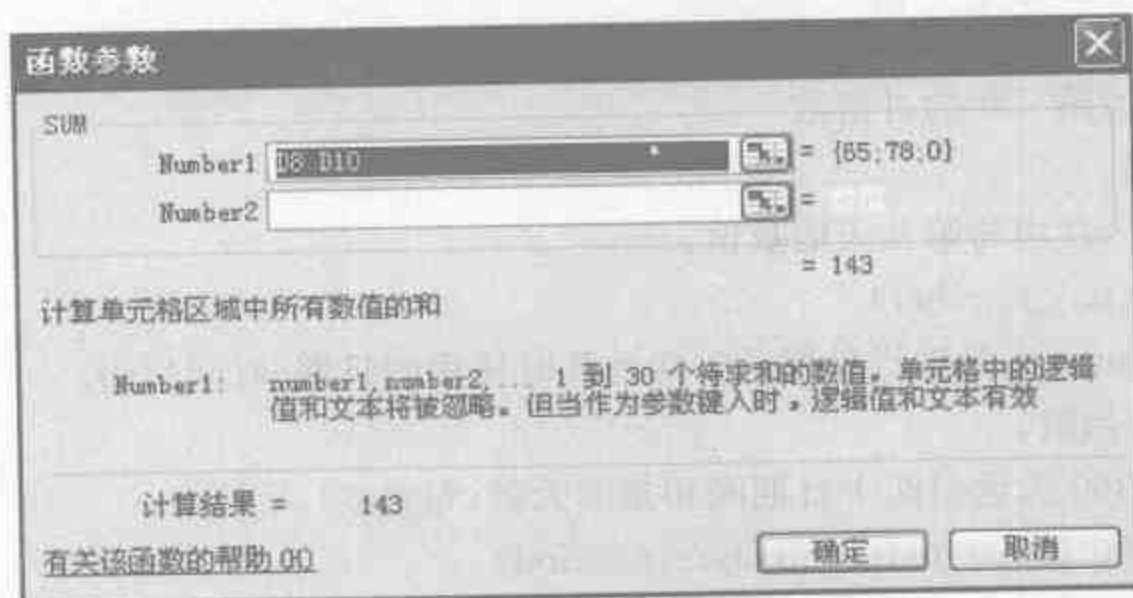 函数参数
SUM
Number1 = {65;78;0}
Number2 =
= 143
计算单元格区域中所有数值的和
Number1: number1,number2,... 1 到 30 个待求和的数值。单元格中的逻辑
值和文本将被忽略。但当作为参数键入时，逻辑值和文本有效
计算结果 = 143
有关该函数的帮助(H)
确定 取消